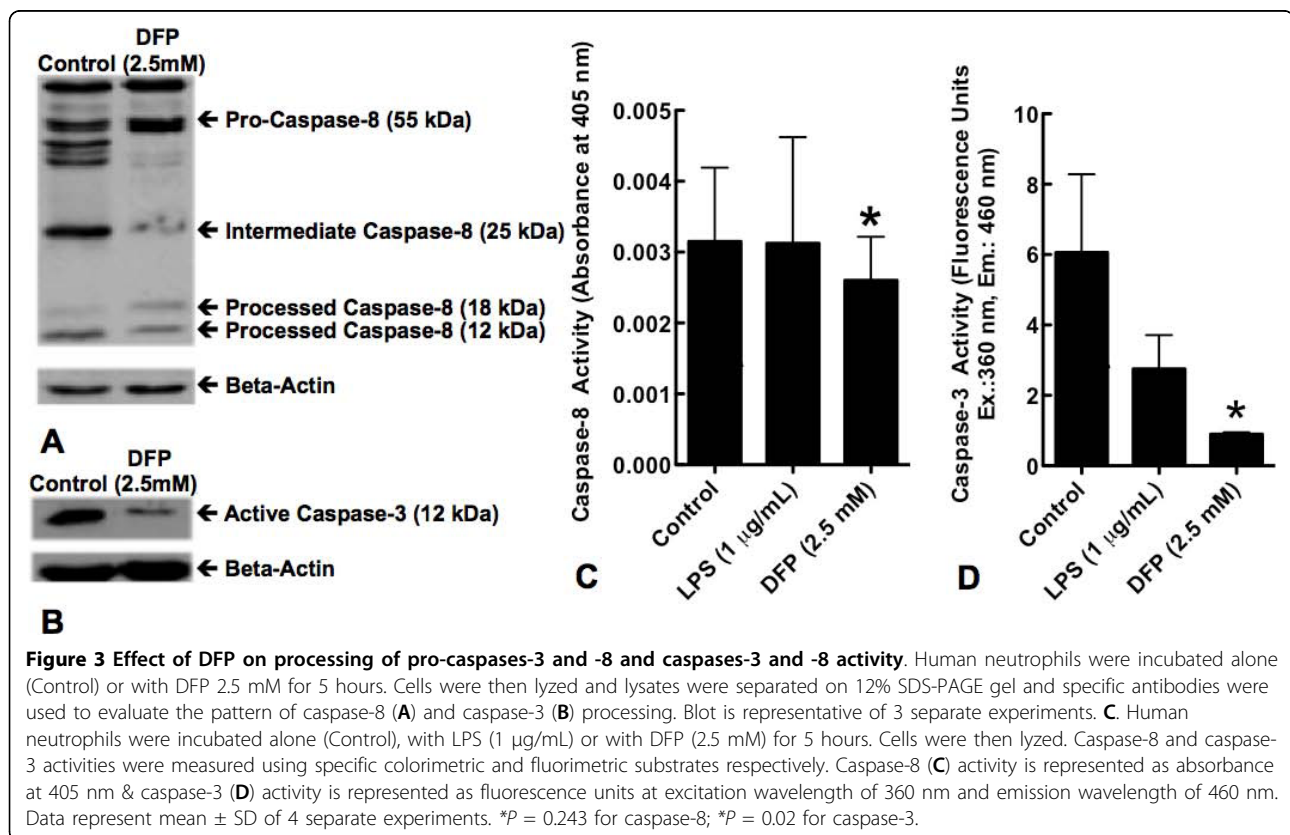 DFP
Control (2.5mM)
← Pro-Caspase-8 (55 kDa)
← Intermediate Caspase-8 (25 kDa)
← Processed Caspase-8 (18 kDa)
← Processed Caspase-8 (12 kDa)
← Beta-Actin
A
DFP
Control (2.5mM)
← Active Caspase-3 (12 kDa)
← Beta-Actin
B
Caspase-8 Activity (Absorbance at 405 nm)
0.005
0.004
0.003
0.002
0.001
0.000
*
Control
LPS (1 µg/mL)
DFP (2.5 mM)
C
Caspase-3 Activity (Fluorescence Units
Ex.:360 nm, Em.: 460 nm)
10
8
6
4
2
0
*
Control
LPS (1 µg/mL)
DFP (2.5 mM)
D
Figure 3 Effect of DFP on processing of pro-caspases-3 and -8 and caspases-3 and -8 activity. Human neutrophils were incubated alone
(Control) or with DFP 2.5 mM for 5 hours. Cells were then lyzed and lysates were separated on 12% SDS-PAGE gel and specific antibodies were
used to evaluate the pattern of caspase-8 (A) and caspase-3 (B) processing. Blot is representative of 3 separate experiments. C. Human
neutrophils were incubated alone (Control), with LPS (1 µg/mL) or with DFP (2.5 mM) for 5 hours. Cells were then lyzed. Caspase-8 and caspase-
3 activities were measured using specific colorimetric and fluorimetric substrates respectively. Caspase-8 (C) activity is represented as absorbance
at 405 nm & caspase-3 (D) activity is represented as fluorescence units at excitation wavelength of 360 nm and emission wavelength of 460 nm.
Data represent mean ± SD of 4 separate experiments. *P = 0.243 for caspase-8; *P = 0.02 for caspase-3.